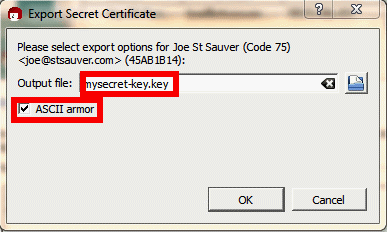 Export Secret Certificate
Please select export options for Joe St Sauver (Code 75)
<joe@stsauver.com> (45AB1B14):
Output file: mysecret-key.key
ASCII armor
OK Cancel